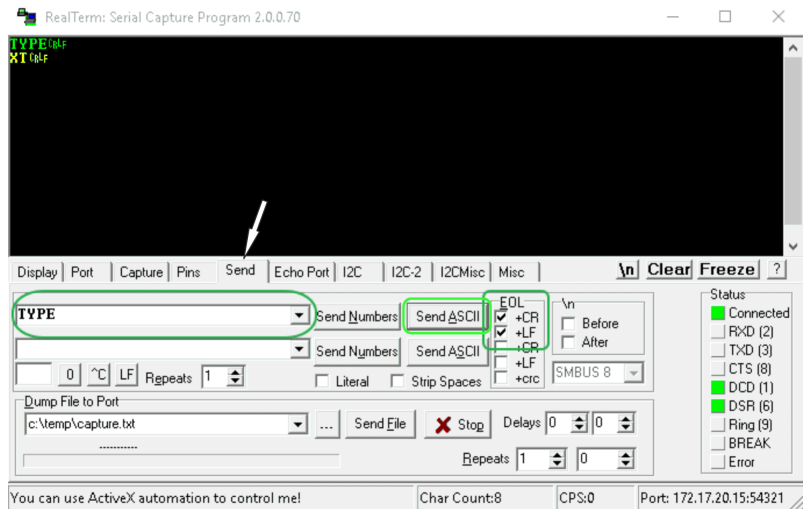 RealTerm: Serial Capture Program 2.0.0.70
TYPECRLF
XTCRLF
Display Port Capture Pins Send Echo Port I2C I2C-2 I2CMisc Misc \n Clear Freeze ?
TYPE Send Numbers Send ASCII
Send Numbers Send ASCII
0 ^C LF Repeats 1 Literal Strip Spaces
EOL
+CR
+LF
+CR
+LF
+crc
\n
Before
After
SMBUS 8
Dump File to Port
c:\temp\capture.txt ... Send File Stop Delays 0 0
Repeats 1 0
Status
Connected
RXD (2)
TXD (3)
CTS (8)
DCD (1)
DSR (6)
Ring (9)
BREAK
Error
You can use ActiveX automation to control me! Char Count:8 CPS:0 Port: 172.17.20.15:54321